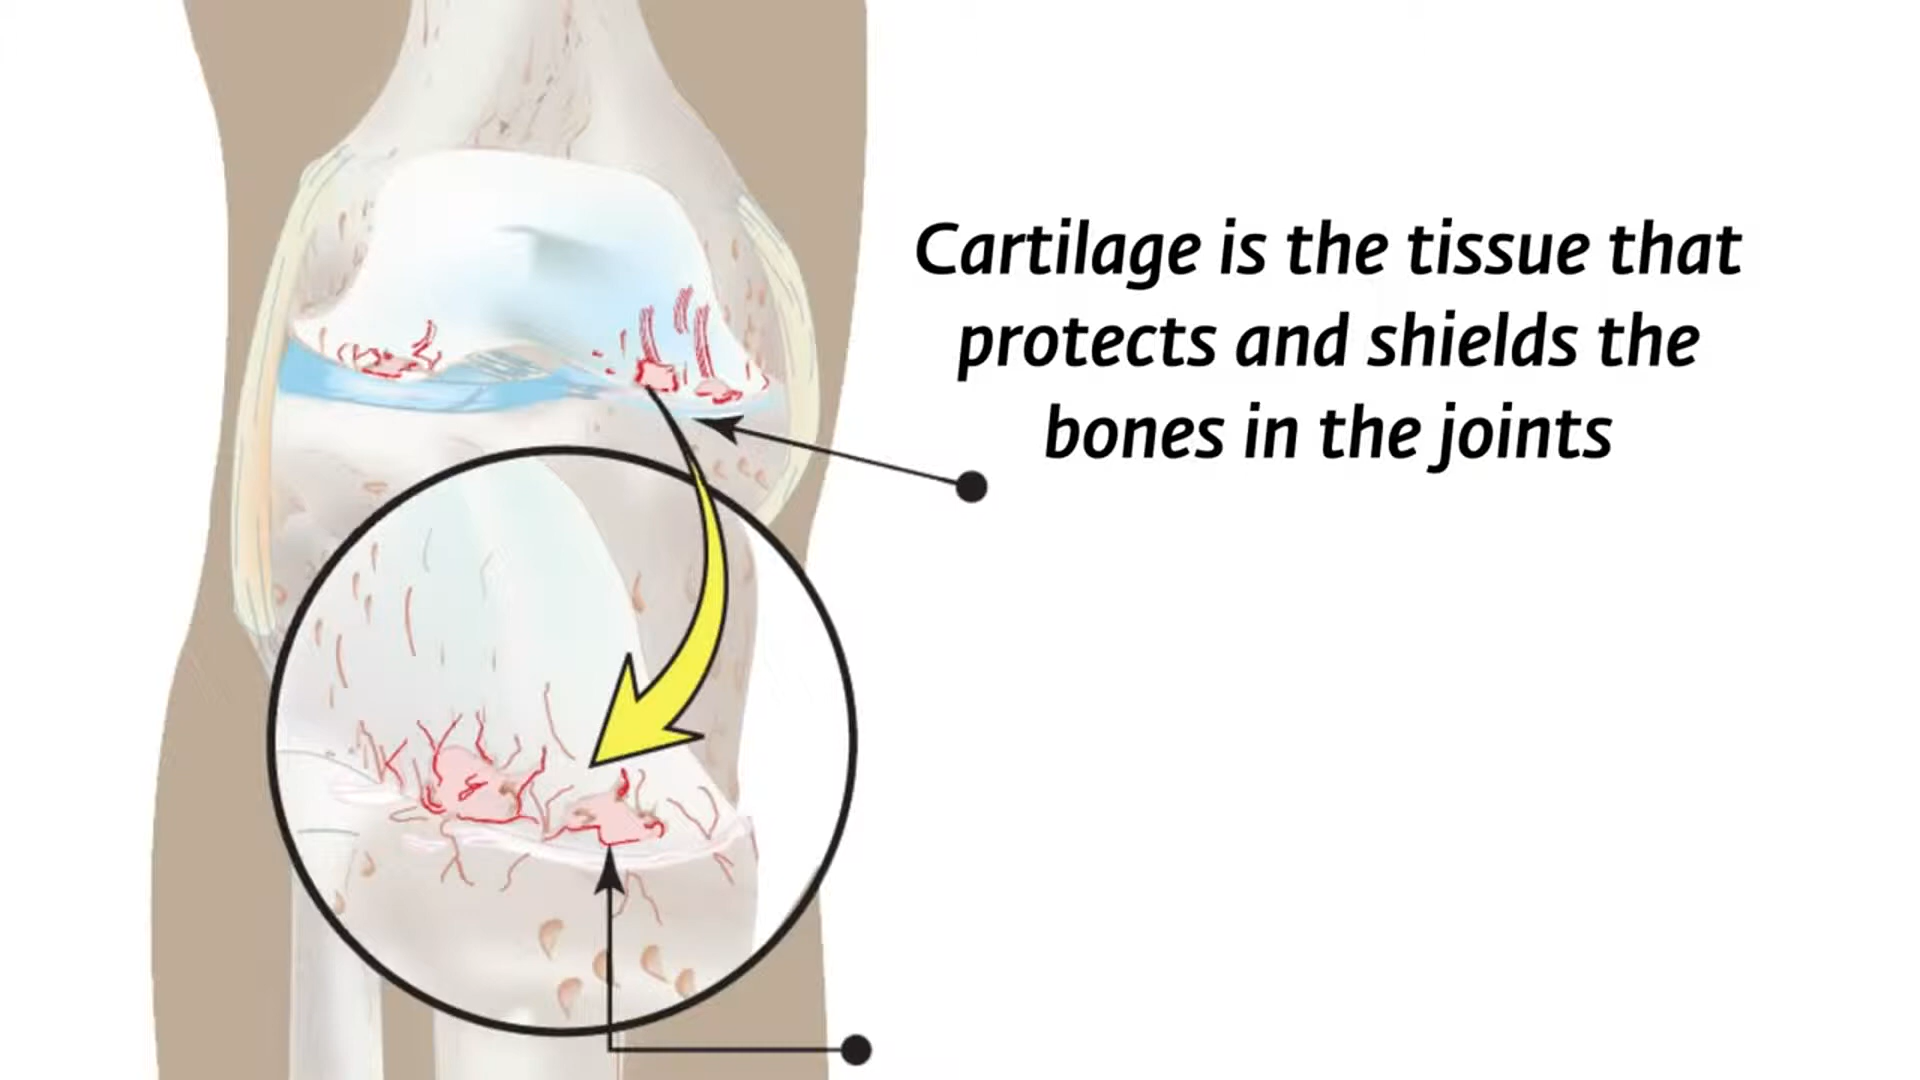 Cartilage is the tissue that
protects and shields the
bones in the joints